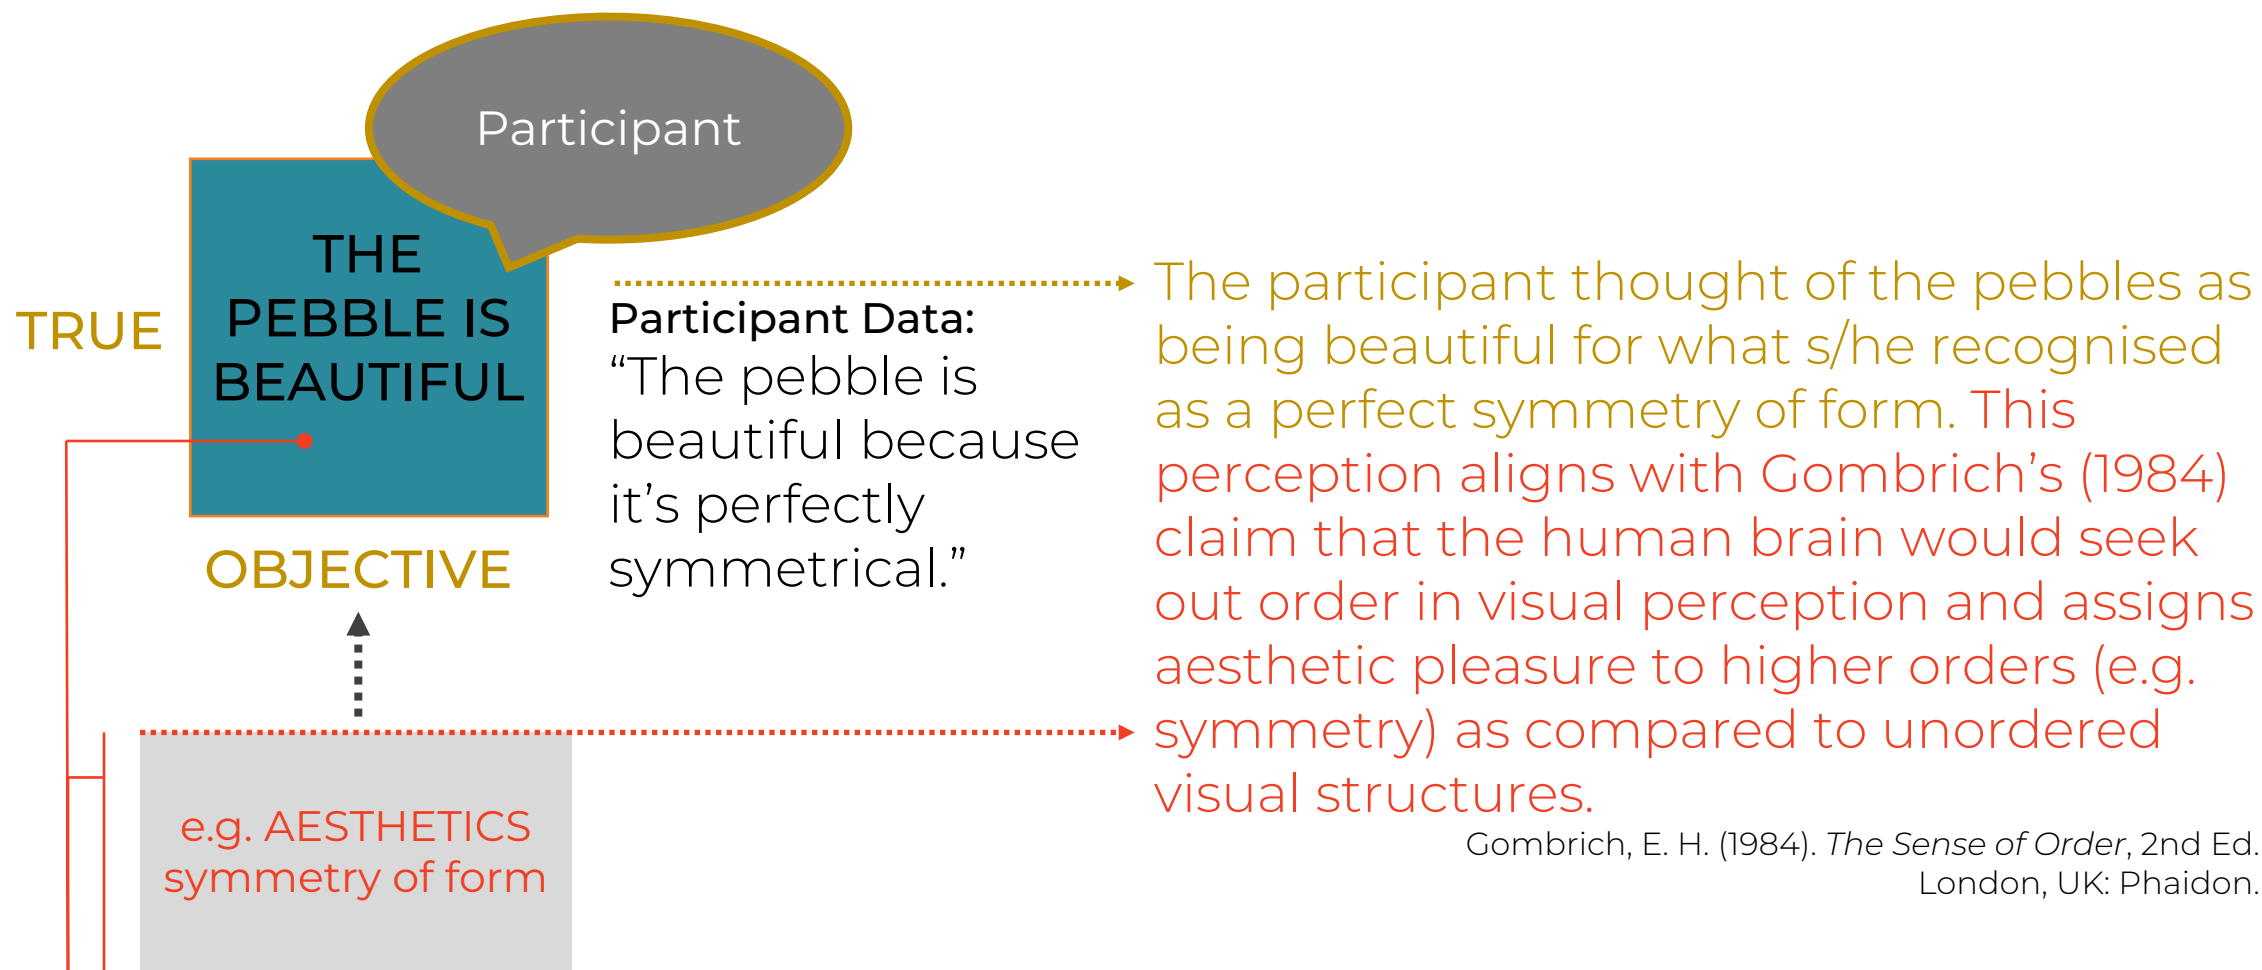 Participant
THE
PEBBLE IS
BEAUTIFUL
TRUE
OBJECTIVE
Participant Data:
“The pebble is
beautiful because
it’s perfectly
symmetrical.”
The participant thought of the pebbles as
being beautiful for what s/he recognised
as a perfect symmetry of form. This
perception aligns with Gombrich’s (1984)
claim that the human brain would seek
out order in visual perception and assigns
aesthetic pleasure to higher orders (e.g.
symmetry) as compared to unordered
visual structures.
Gombrich, E. H. (1984). The Sense of Order, 2nd Ed.
London, UK: Phaidon.
e.g. AESTHETICS
symmetry of form